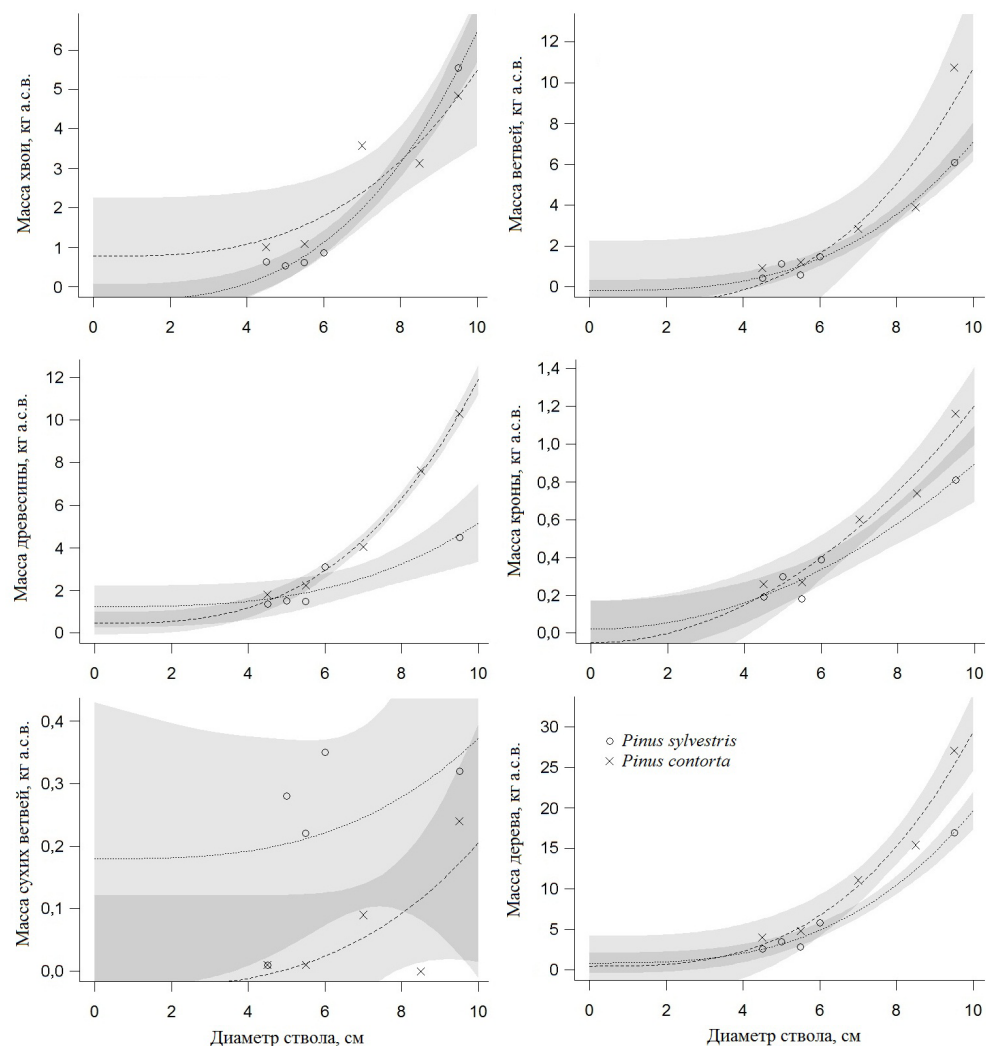 Масса хвои, кг а.с.в.
6
5
4
3
2
1
0
0 2 4 6 8 10
Масса ветвей, кг а.с.в.
12
10
8
6
4
2
0
0 2 4 6 8 10
Масса древесины, кг а.с.в.
12
10
8
6
4
2
0
0 2 4 6 8 10
Масса кроны, кг а.с.в.
1,4
1,2
1,0
0,8
0,6
0,4
0,2
0,0
0 2 4 6 8 10
Масса сухих ветвей, кг а.с.в.
0,4
0,3
0,2
0,1
0,0
0 2 4 6 8 10
Диаметр ствола, см
Масса дерева, кг а.с.в.
30
25
20
15
10
5
0
Pinus sylvestris
Pinus contorta
0 2 4 6 8 10
Диаметр ствола, см